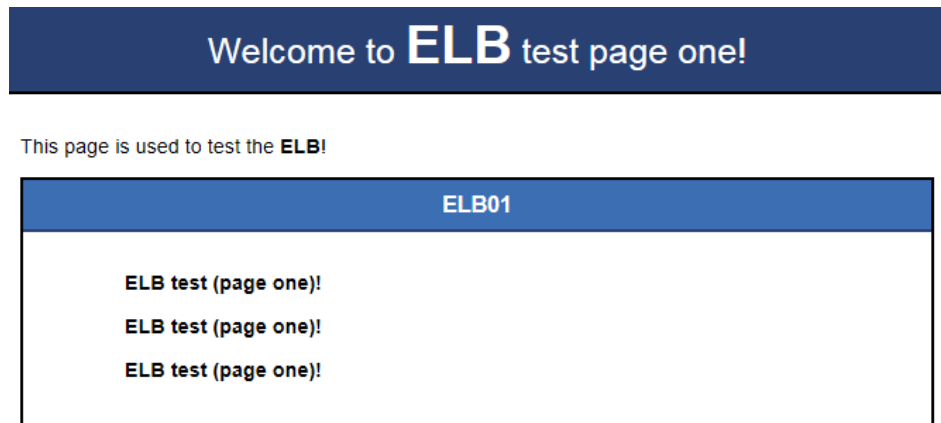 Welcome to ELB test page one!
This page is used to test the ELB!
ELB01
ELB test (page one)!
ELB test (page one)!
ELB test (page one)!